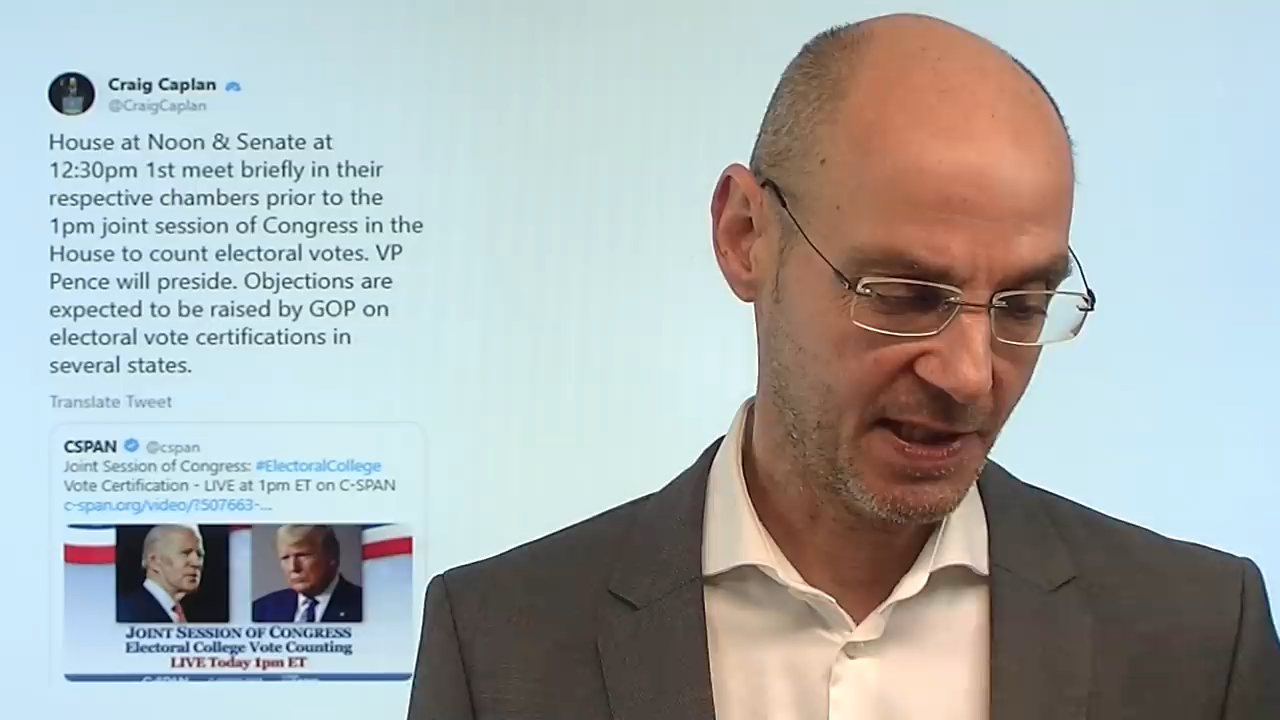 Craig Caplan
@CraigCaplan
House at Noon & Senate at
12:30pm 1st meet briefly in their
respective chambers prior to the
1pm joint session of Congress in the
House to count electoral votes. VP
Pence will preside. Objections are
expected to be raised by GOP on
electoral vote certifications in
several states.
Translate Tweet
CSPAN @cspan
Joint Session of Congress: #ElectoralCollege
Vote Certification - LIVE at 1pm ET on C-SPAN
c-span.org/video/?507663-...
JOINT SESSION OF CONGRESS
Electoral College Vote Counting
LIVE Today 1pm ET